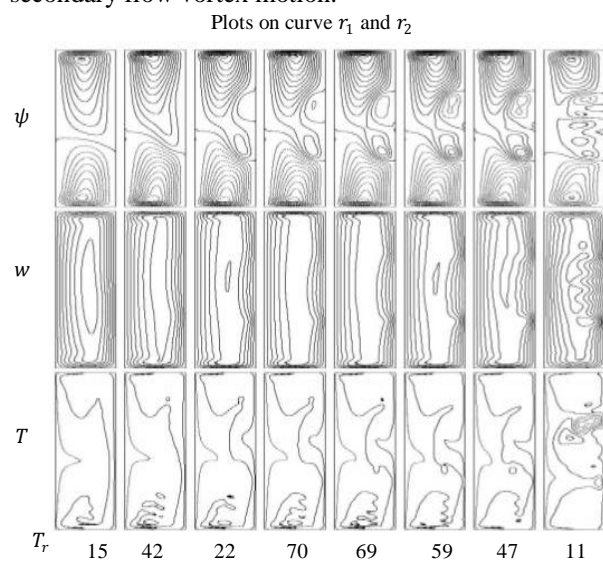 secondary flow vortex motion.
Plots on curve r₁ and r₂
ψ
w
T
Tᵣ 15 42 22 70 69 59 47 11